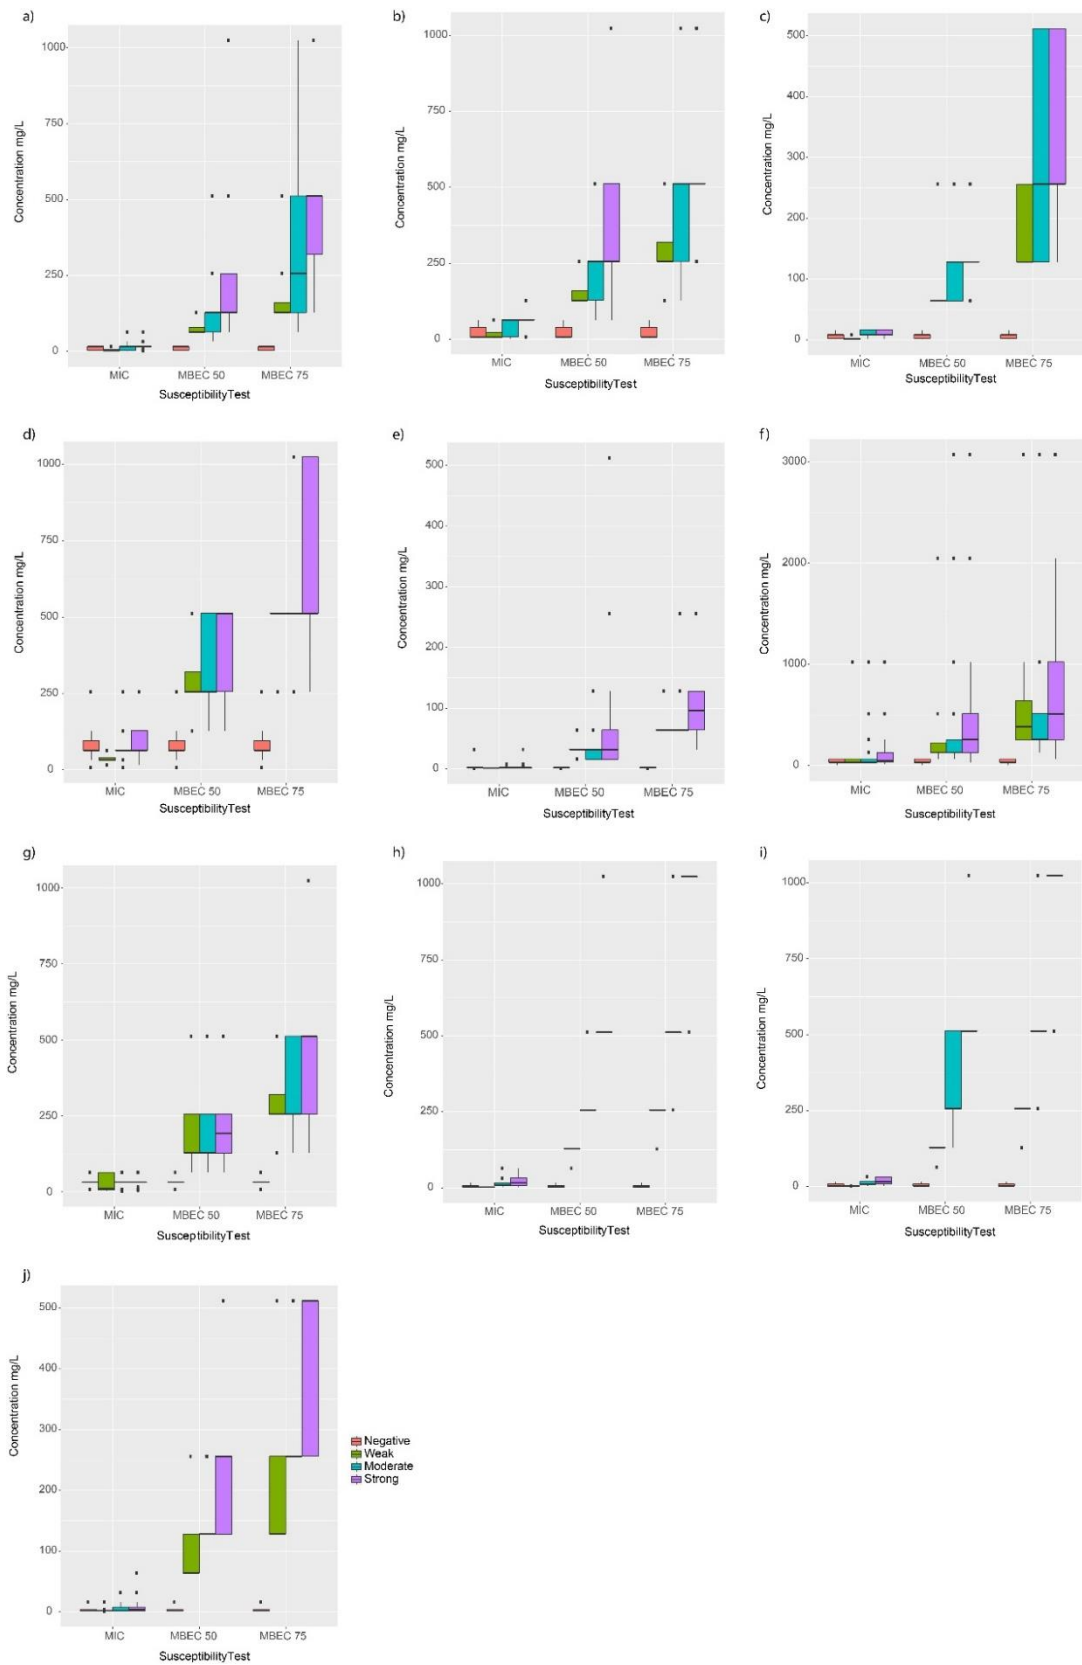 a)
1000
750
500
250
0
Concentration mg/L
MIC
MBEC 50
MBEC 75
SusceptibilityTest
b)
1000
750
500
250
0
Concentration mg/L
MIC
MBEC 50
MBEC 75
SusceptibilityTest
c)
500
400
300
200
100
0
Concentration mg/L
MIC
MBEC 50
MBEC 75
SusceptibilityTest
d)
1000
750
500
250
0
Concentration mg/L
MIC
MBEC 50
MBEC 75
SusceptibilityTest
e)
500
400
300
200
100
0
Concentration mg/L
MIC
MBEC 50
MBEC 75
SusceptibilityTest
f)
3000
2000
1000
0
Concentration mg/L
MIC
MBEC 50
MBEC 75
SusceptibilityTest
g)
1000
750
500
250
0
Concentration mg/L
MIC
MBEC 50
MBEC 75
SusceptibilityTest
h)
1000
750
500
250
0
Concentration mg/L
MIC
MBEC 50
MBEC 75
SusceptibilityTest
i)
1000
750
500
250
0
Concentration mg/L
MIC
MBEC 50
MBEC 75
SusceptibilityTest
j)
500
400
300
200
100
0
Concentration mg/L
MIC
MBEC 50
MBEC 75
SusceptibilityTest
Negative
Weak
Moderate
Strong